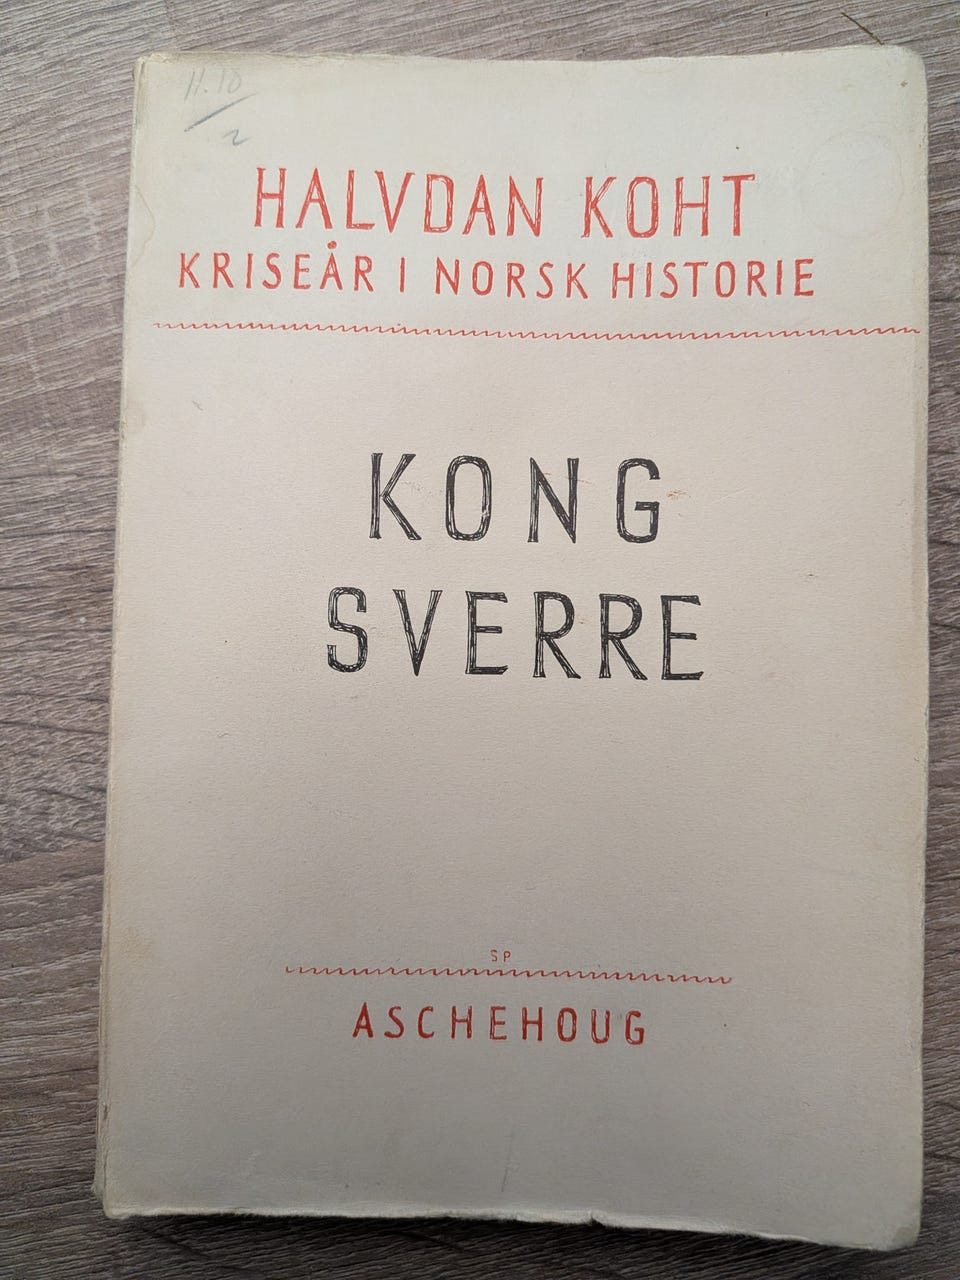 11.10
2
HALVDAN KOHT
KRISEÅR I NORSK HISTORIE
KONG
SVERRE
SP
ASCHEHOUG